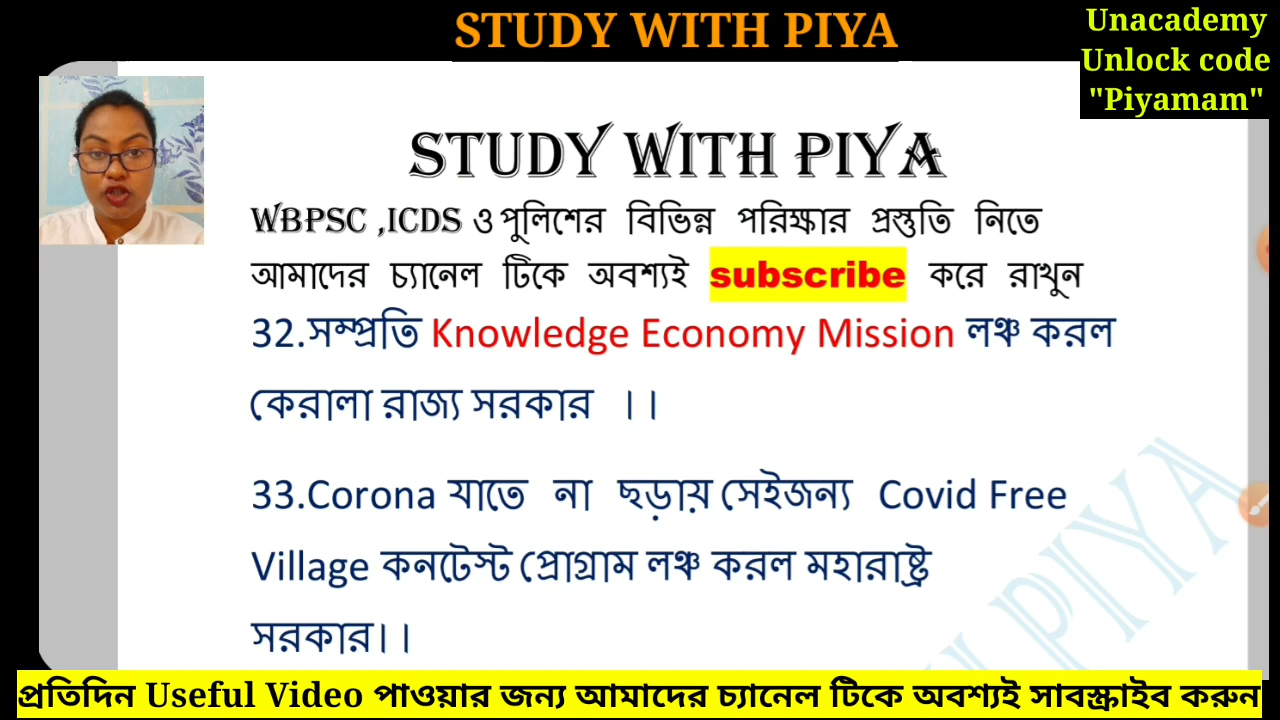 STUDY WITH PIYA
Unacademy
Unlock code
"Piyamam"
STUDY WITH PIYA
WBPSC ,ICDS ও পুলিশের বিভিন্ন পরিক্ষার প্রস্তুতি নিতে
আমাদের চ্যানেল টিকে অবশ্যই subscribe করে রাখুন
32.সম্প্রতি Knowledge Economy Mission লঞ্চ করল
কেরালা রাজ্য সরকার ।।
33.Corona যাতে না ছড়ায় সেইজন্য Covid Free
Village কনটেস্ট প্রোগ্রাম লঞ্চ করল মহারাষ্ট্র
সরকার।।
PIYA
প্রতিদিন Useful Video পাওয়ার জন্য আমাদের চ্যানেল টিকে অবশ্যই সাবস্ক্রাইব করুন